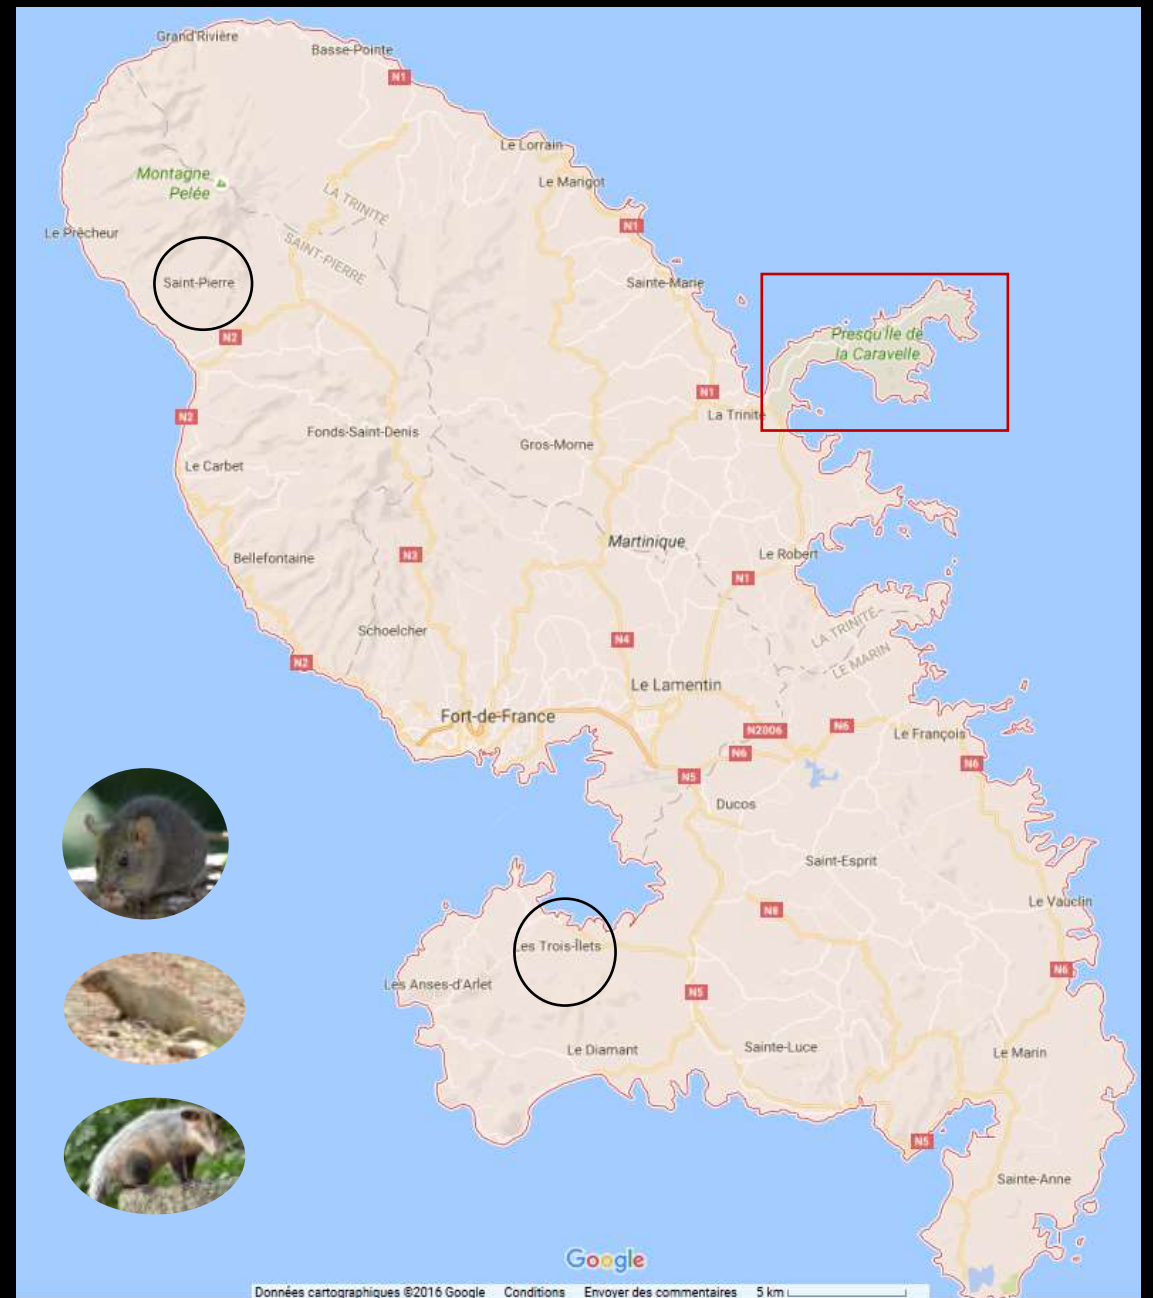 Grand'Rivière
Basse-Pointe
N1
Le Lorrain
Montagne
Pelée
Le Marigot
LA TRINITÉ
N1
Le Prêcheur
SAINT-PIERRE
Saint-Pierre
Sainte-Marie
N2
Presqu'île de
la Caravelle
N1
N2
La Trinité
Fonds-Saint-Denis
Gros-Morne
Le Carbet
Martinique
N3
Bellefontaine
Le Robert
N1
Schoelcher
N4
LA TRINITÉ
LE MARIN
N2
Le Lamentin
Fort-de-France
N2006
N6
Le François
N6
N6
N5
Ducos
Saint-Esprit
Le Vauclin
N8
Les Trois-Îlets
N6
Les Anses-d'Arlet
N5
Le Diamant
Sainte-Luce
Le Marin
N5
Sainte-Anne
Google
Données cartographiques ©2016 Google Conditions Envoyer des commentaires 5 km